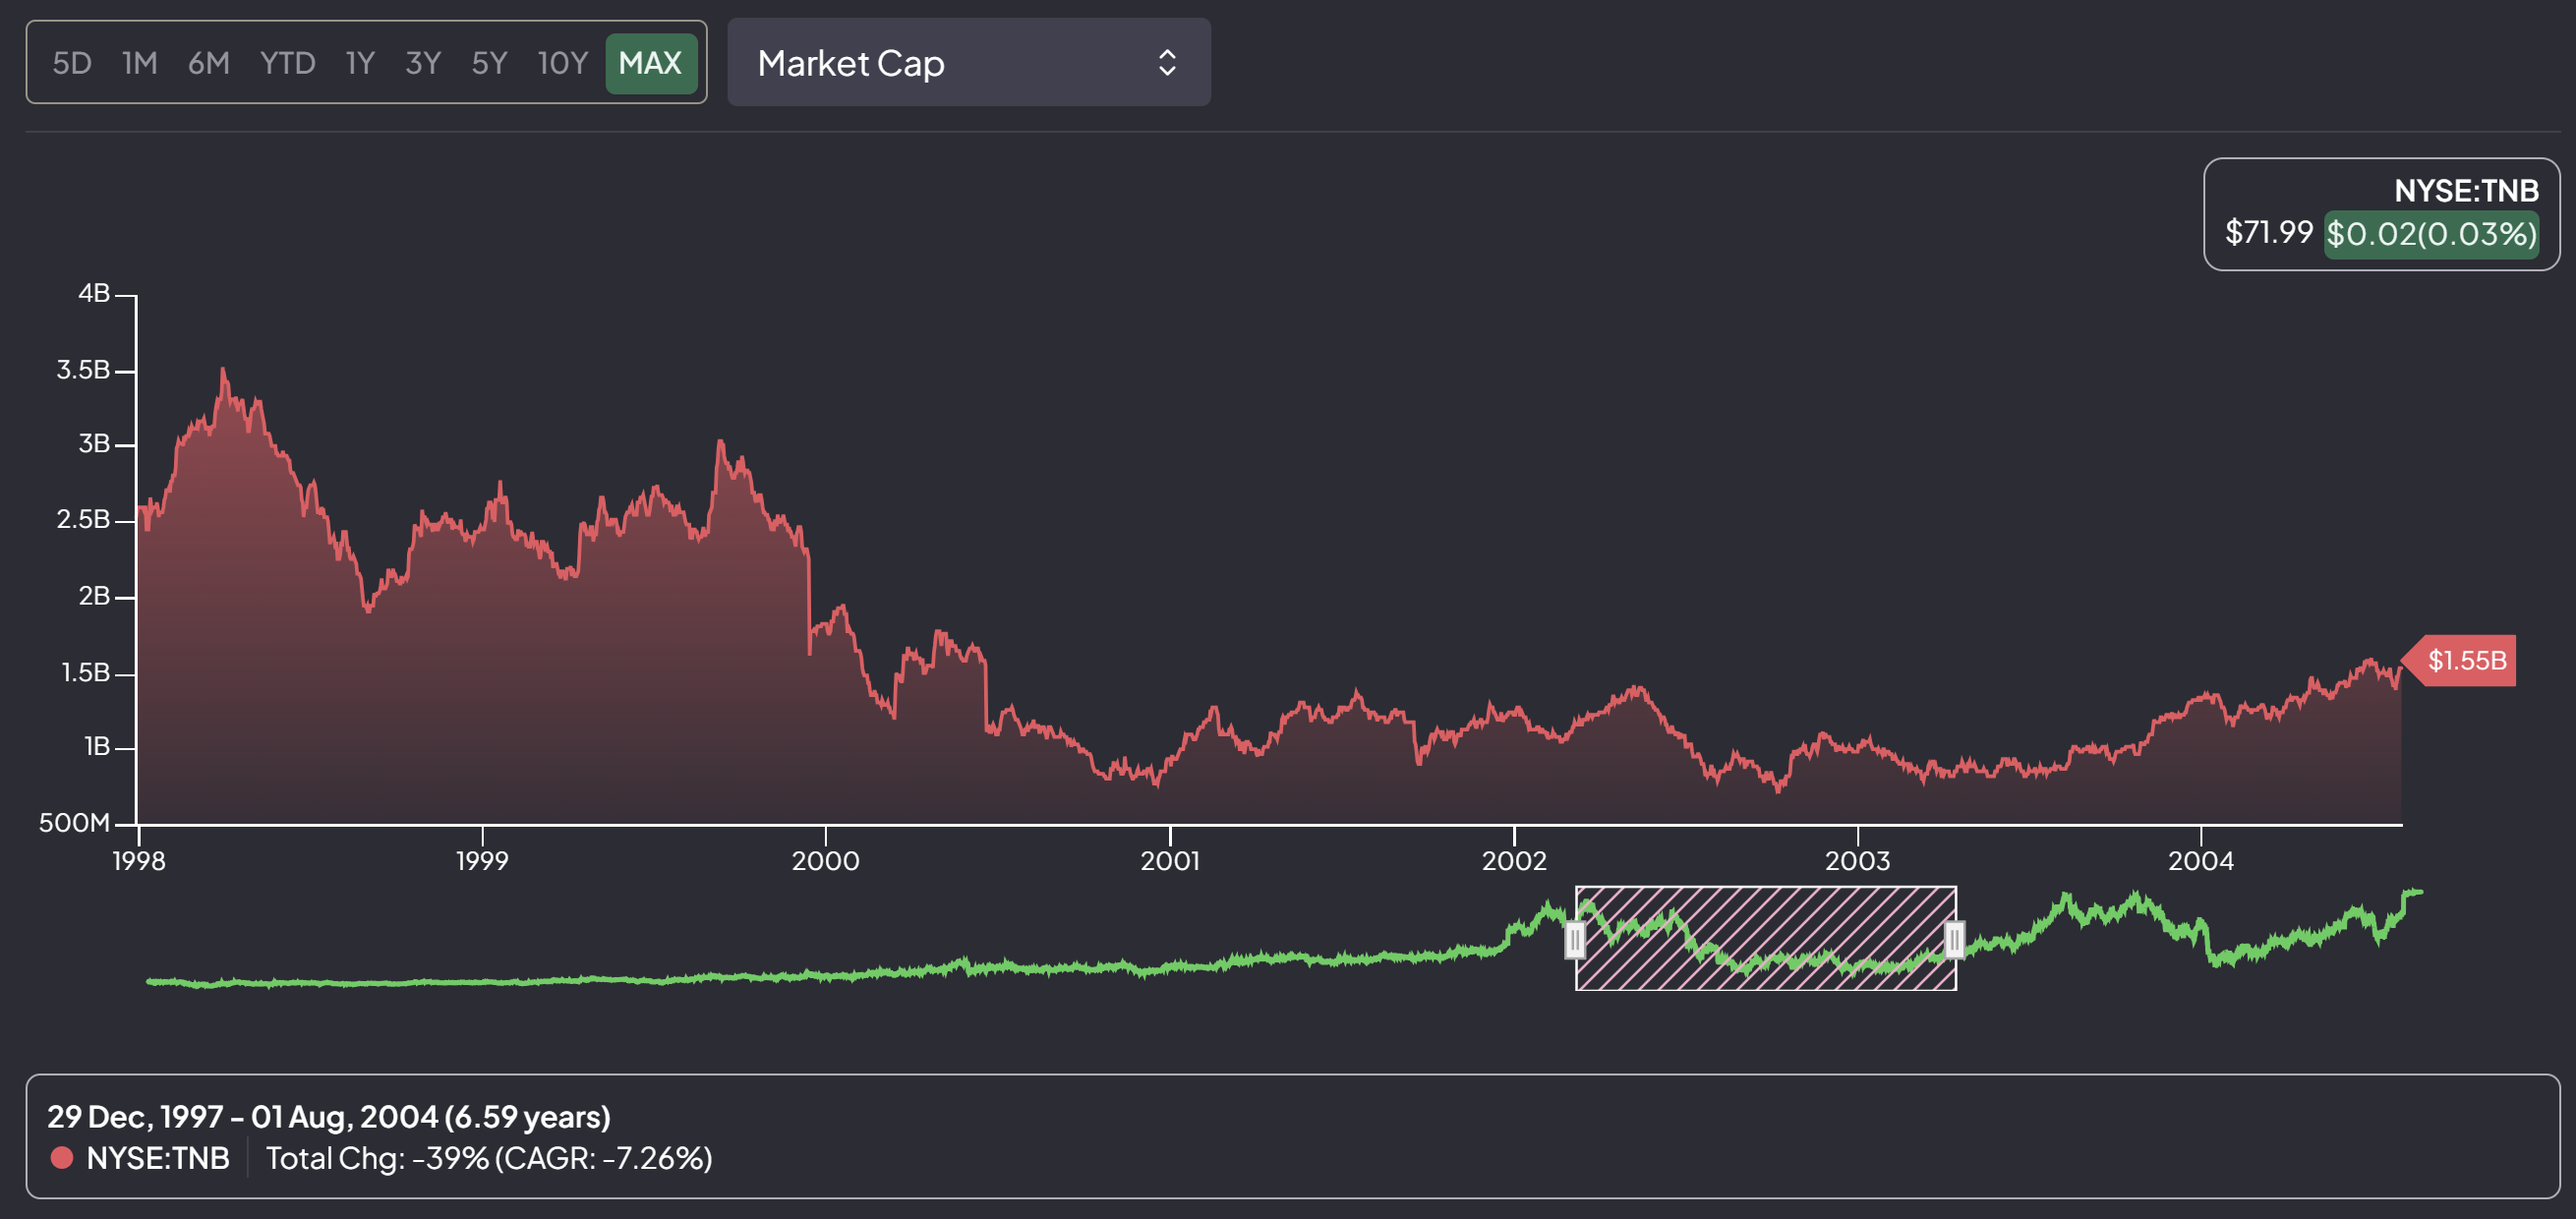 5D 1M 6M YTD 1Y 3Y 5Y 10Y MAX
Market Cap
NYSE:TNB
$71.99 $0.02(0.03%)
4B
3.5B
3B
2.5B
2B
1.5B
1B
500M
$1.55B
1998 1999 2000 2001 2002 2003 2004
29 Dec, 1997 - 01 Aug, 2004 (6.59 years)
NYSE:TNB Total Chg: -39% (CAGR: -7.26%)